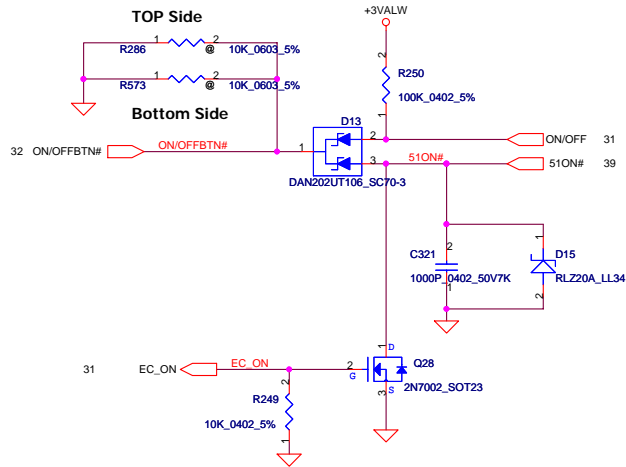 TOP Side
+3VALW
1 2
R286 @ 10K_0603_5%
1 2
R573 @ 10K_0603_5%
2
R250
100K_0402_5%
1
Bottom Side
D13
32 ON/OFFBTN# ON/OFFBTN# 1 2 ON/OFF 31
3 51ON# 51ON# 39
DAN202UT106_SC70-3
2 1
C321 D15
1000P_0402_50V7K RLZ20A_LL34
1 2
1 D
31 EC_ON EC_ON 2 G Q28
3 S 2N7002_SOT23
2
R249
10K_0402_5%
1